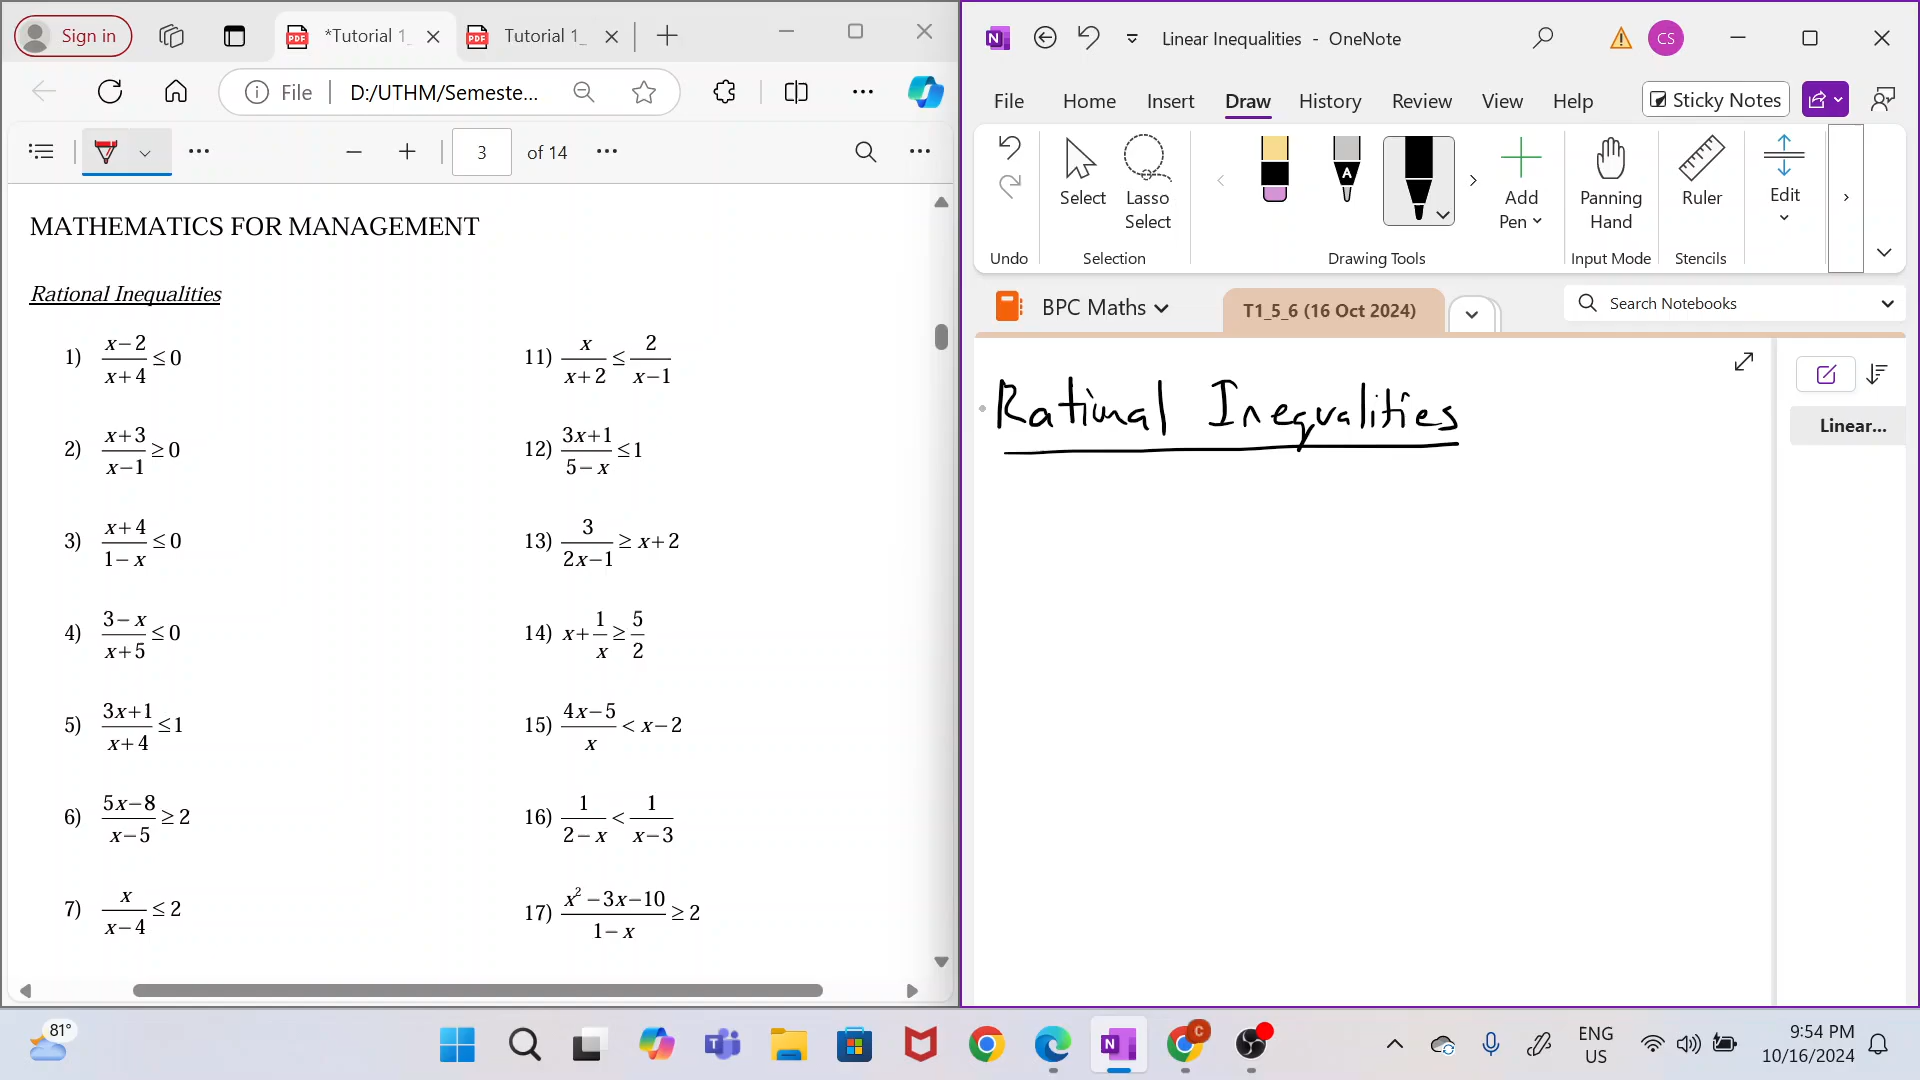 Sign in
*Tutorial 1_
Tutorial 1_
File
D:/UTHM/Semeste...
3
of 14
MATHEMATICS FOR MANAGEMENT
Rational Inequalities
1) (x−2)/(x+4) ≤ 0
2) (x+3)/(x−1) ≥ 0
3) (x+4)/(1−x) ≤ 0
4) (3−x)/(x+5) ≤ 0
5) (3x+1)/(x+4) ≤ 1
6) (5x−8)/(x−5) ≥ 2
7) x/(x−4) ≤ 2
11) x/(x+2) ≤ 2/(x−1)
12) (3x+1)/(5−x) ≤ 1
13) 3/(2x−1) ≥ x+2
14) x+1/x ≥ 5/2
15) (4x−5)/x < x−2
16) 1/(2−x) < 1/(x−3)
17) (x²−3x−10)/(1−x) ≥ 2
Linear Inequalities - OneNote
CS
File Home Insert Draw History Review View Help
Sticky Notes
Select
Lasso Select
A
Add Pen
Panning Hand
Ruler
Edit
Undo
Selection
Drawing Tools
Input Mode
Stencils
BPC Maths
T1_5_6 (16 Oct 2024)
Search Notebooks
Rational Inequalities
Linear...
81°
ENG
US
9:54 PM
10/16/2024